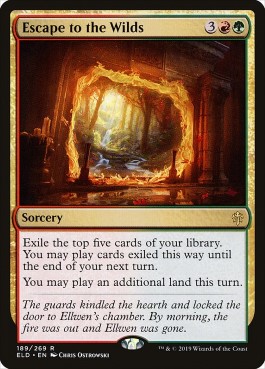 Escape to the Wilds 3
Sorcery
Exile the top five cards of your library.
You may play cards exiled this way until
the end of your next turn.
You may play an additional land this turn.
The guards kindled the hearth and locked the
door to Ellwen's chamber. By morning, the
fire was out and Ellwen was gone.
189/269 R
ELD • EN Chris Ostrowski ™ & © 2019 Wizards of the Coast